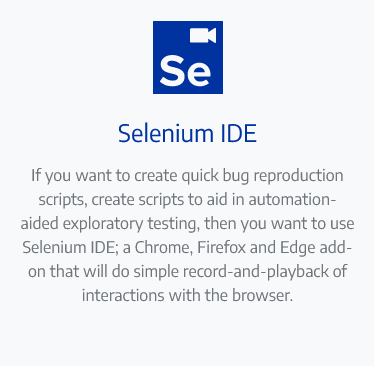 Se
Selenium IDE
If you want to create quick bug reproduction
scripts, create scripts to aid in automation-
aided exploratory testing, then you want to use
Selenium IDE; a Chrome, Firefox and Edge add-
on that will do simple record-and-playback of
interactions with the browser.